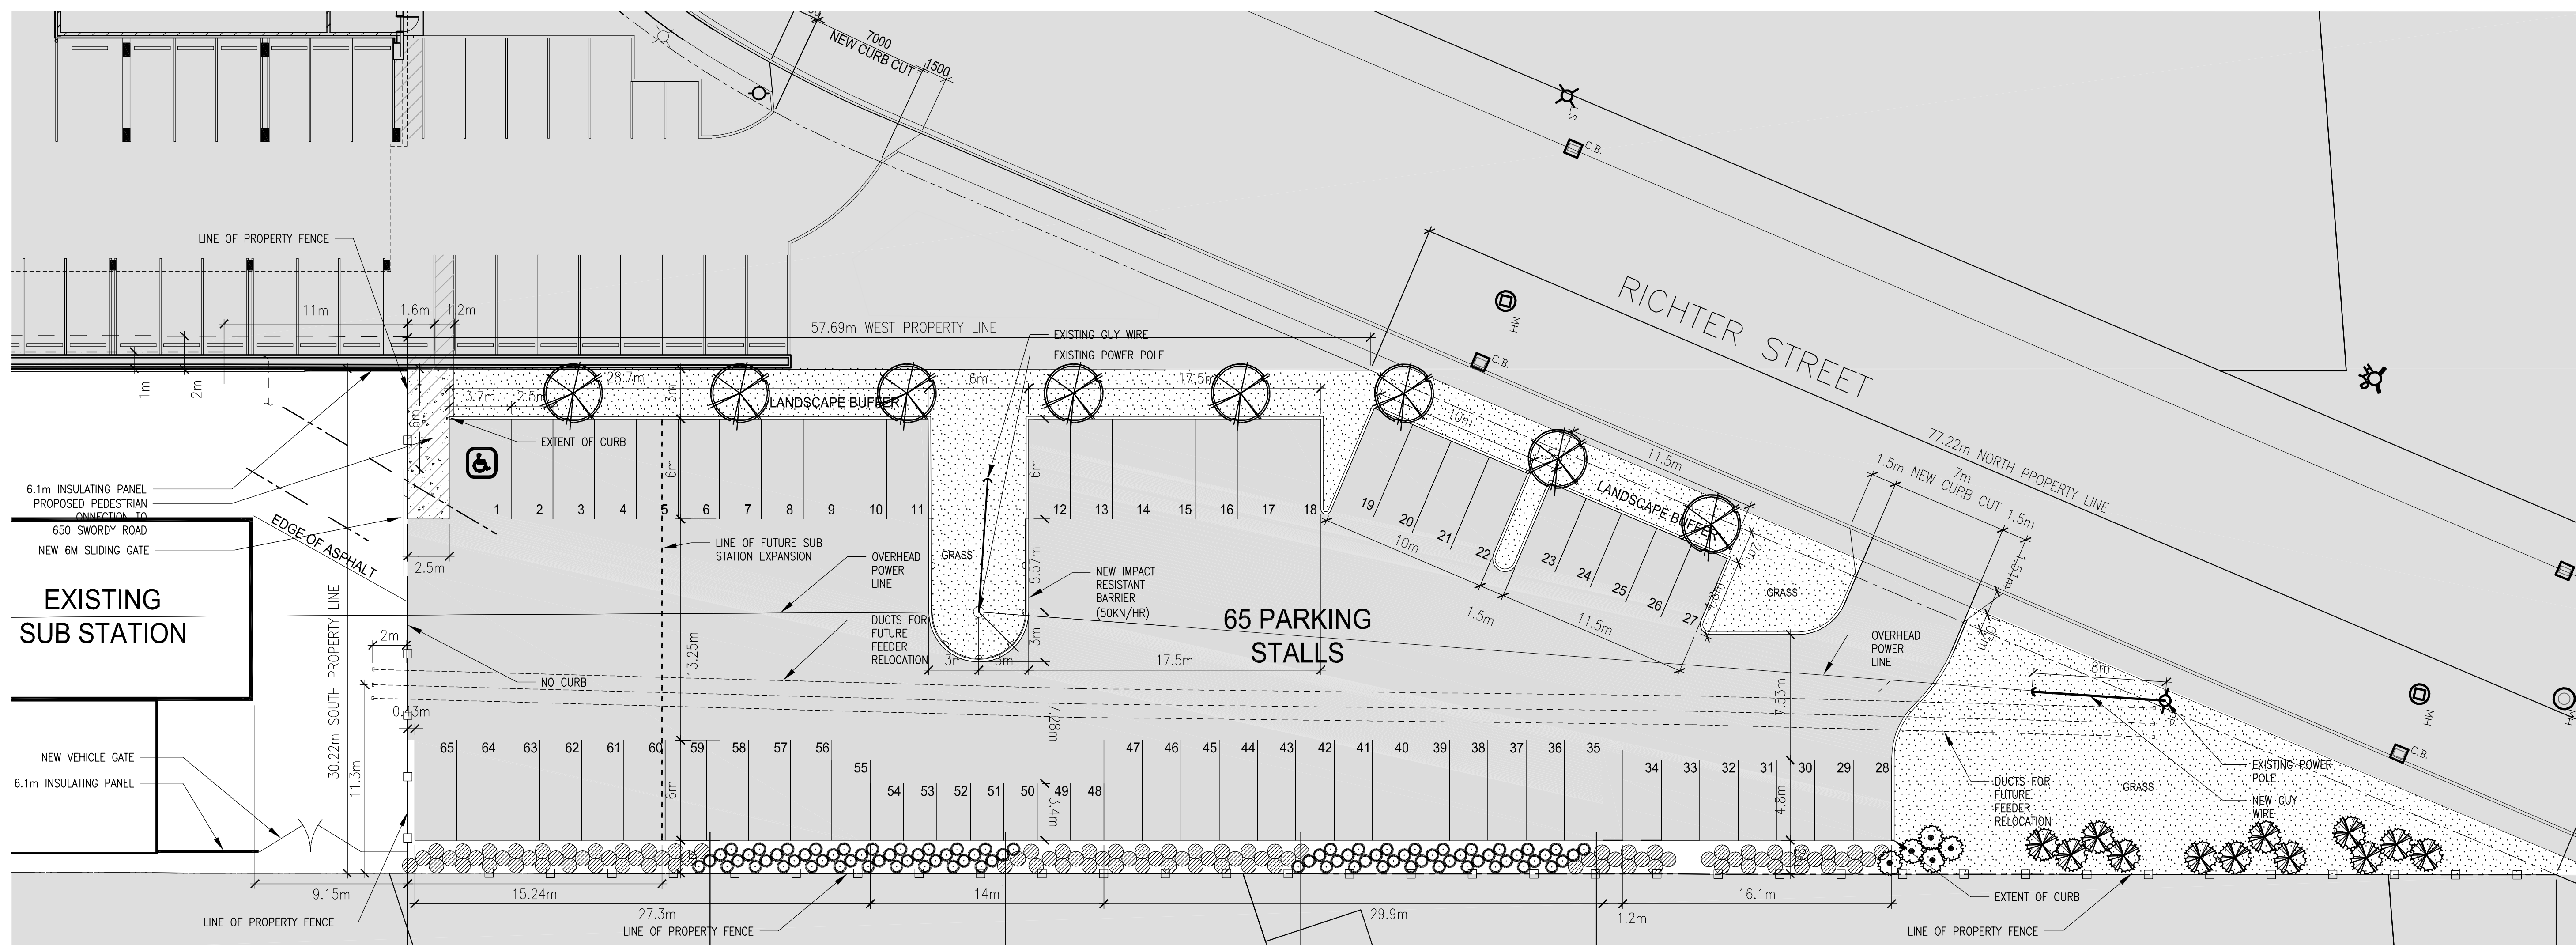 7000
NEW CURB CUT
1500
L.S
C.B.
LINE OF PROPERTY FENCE
11m
1.6m
1.2m
57.69m WEST PROPERTY LINE
EXISTING GUY WIRE
EXISTING POWER POLE
RICHTER STREET
MH
C.B.
1m
2m
28.7m
6m
17.5m
3.7m
2.5m
3m
LANDSCAPE BUFFER
EXTENT OF CURB
6m
10m
11.5m
77.22m NORTH PROPERTY LINE
1.5m NEW CURB CUT 1.5m
7m
6.1m INSULATING PANEL
PROPOSED PEDESTRIAN
ONNECTION TO
650 SWORDY ROAD
NEW 6M SLIDING GATE
EDGE OF ASPHALT
6m
6m
1
2
3
4
5
6
7
8
9
10
11
12
13
14
15
16
17
18
19
20
21
22
23
24
25
26
27
LANDSCAPE BUFFER
2m
1.51m
LINE OF FUTURE SUB
STATION EXPANSION
OVERHEAD
POWER
LINE
GRASS
5.57m
NEW IMPACT
RESISTANT
BARRIER
(50KN/HR)
10m
1.5m
11.5m
4.8m
GRASS
2.5m
EXISTING
SUB STATION
30.22m SOUTH PROPERTY LINE
2m
DUCTS FOR
FUTURE
FEEDER
RELOCATION
13.25m
3m
3m
3m
17.5m
65 PARKING
STALLS
OVERHEAD
POWER
LINE
8m
NO CURB
0.43m
7.28m
7.53m
MH
MH
C.B.
NEW VEHICLE GATE
6.1m INSULATING PANEL
11.3m
65
64
63
62
61
60
59
58
57
56
55
54
53
52
51
50
49
48
47
46
45
44
43
42
41
40
39
38
37
36
35
34
33
32
31
30
29
28
6m
3.4m
4.8m
DUCTS FOR
FUTURE
FEEDER
RELOCATION
GRASS
EXISTING POWER
POLE
NEW GUY
WIRE
9.15m
15.24m
14m
16.1m
EXTENT OF CURB
LINE OF PROPERTY FENCE
27.3m
LINE OF PROPERTY FENCE
29.9m
1.2m
LINE OF PROPERTY FENCE